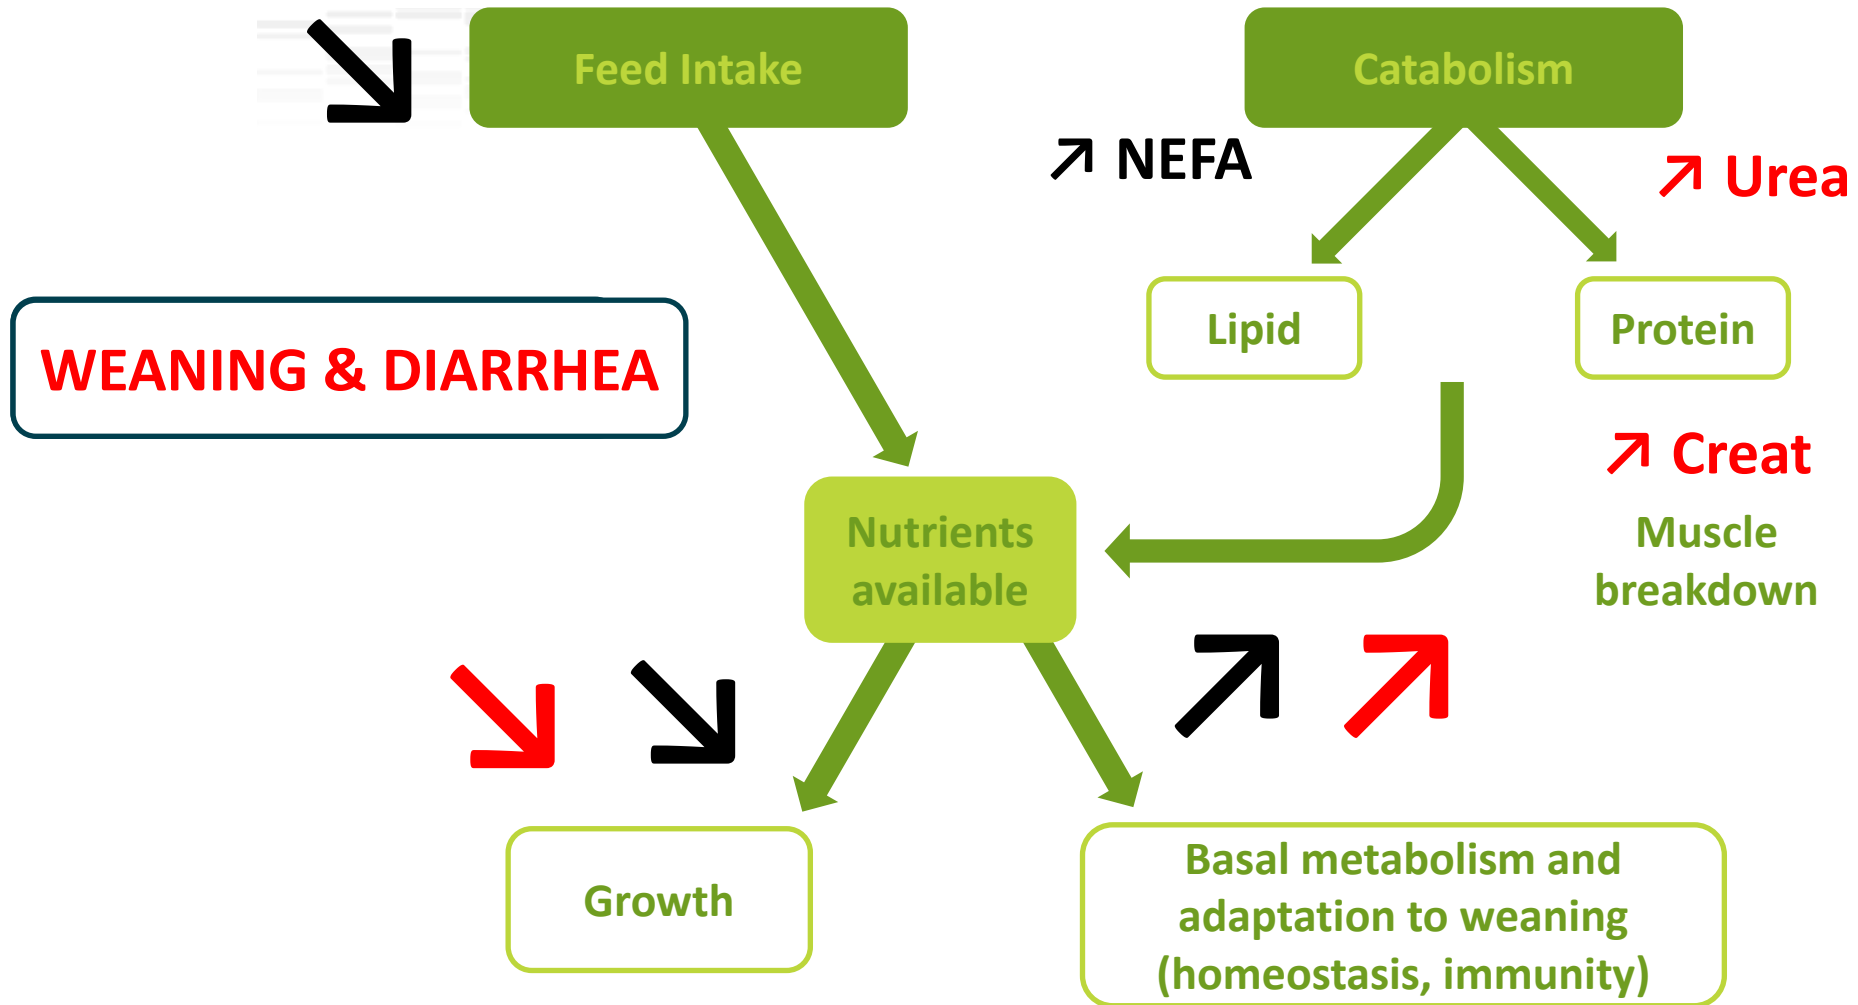 Feed Intake
Catabolism
NEFA
Urea
Lipid
Protein
WEANING & DIARRHEA
Creat
Muscle
breakdown
Nutrients
available
Growth
Basal metabolism and
adaptation to weaning
(homeostasis, immunity)